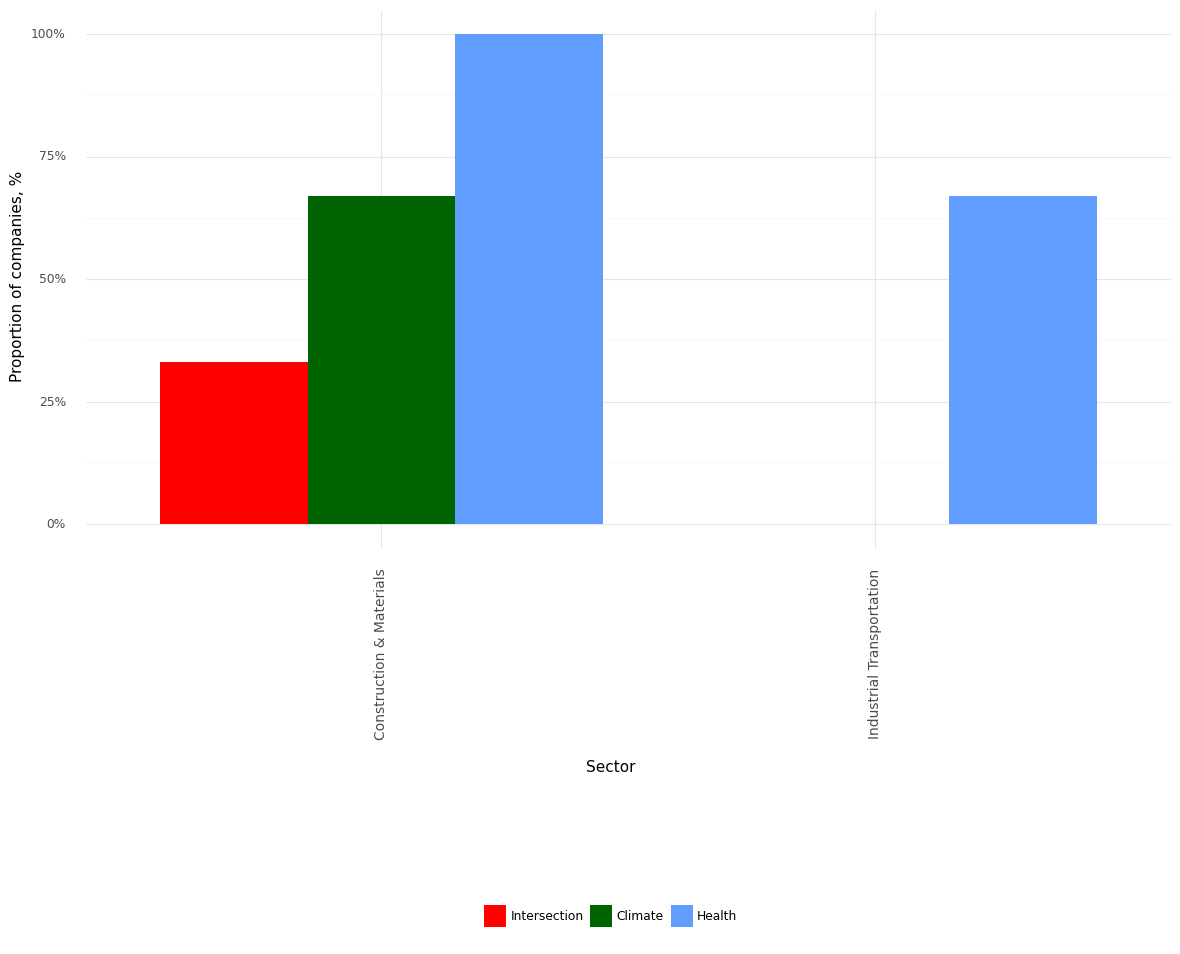 100%
75%
50%
25%
0%
Proportion of companies, %
Construction & Materials
Industrial Transportation
Sector
Intersection
Climate
Health